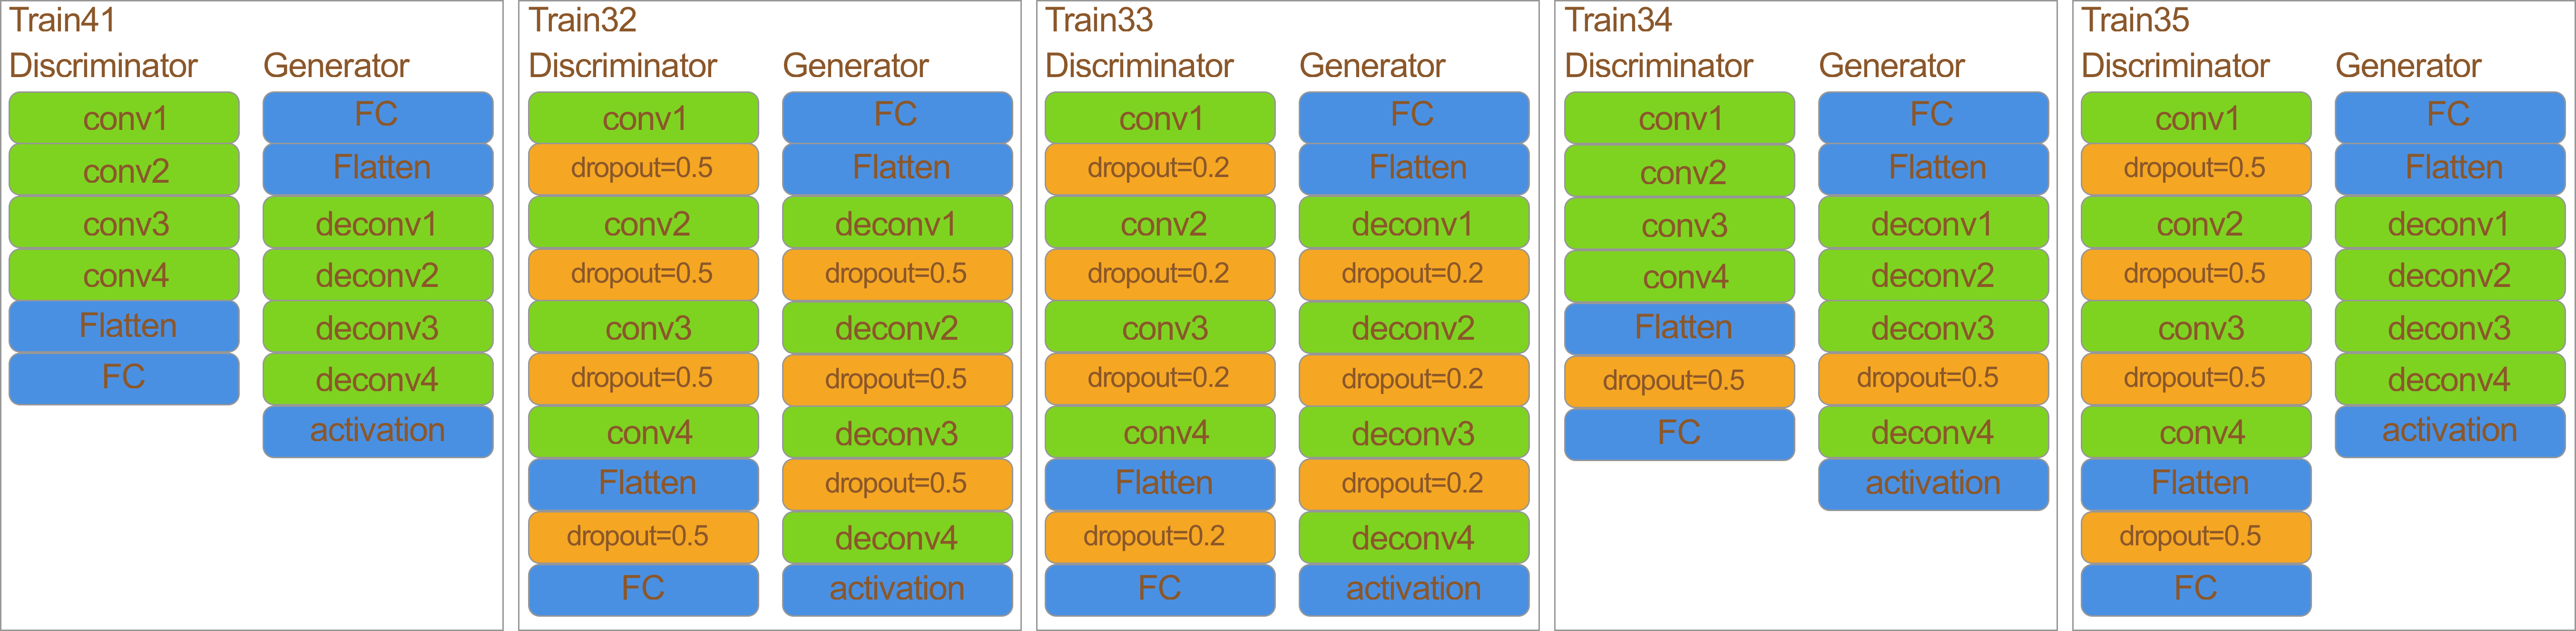 Train41
Discriminator
conv1
conv2
conv3
conv4
Flatten
FC
Generator
FC
Flatten
deconv1
deconv2
deconv3
deconv4
activation
Train32
Discriminator
conv1
dropout=0.5
conv2
dropout=0.5
conv3
dropout=0.5
conv4
Flatten
dropout=0.5
FC
Generator
FC
Flatten
deconv1
dropout=0.5
deconv2
dropout=0.5
deconv3
dropout=0.5
deconv4
activation
Train33
Discriminator
conv1
dropout=0.2
conv2
dropout=0.2
conv3
dropout=0.2
conv4
Flatten
dropout=0.2
FC
Generator
FC
Flatten
deconv1
dropout=0.2
deconv2
dropout=0.2
deconv3
dropout=0.2
deconv4
activation
Train34
Discriminator
conv1
conv2
conv3
conv4
Flatten
dropout=0.5
FC
Generator
FC
Flatten
deconv1
deconv2
deconv3
dropout=0.5
deconv4
activation
Train35
Discriminator
conv1
dropout=0.5
conv2
dropout=0.5
conv3
dropout=0.5
conv4
Flatten
dropout=0.5
FC
Generator
FC
Flatten
deconv1
deconv2
deconv3
deconv4
activation